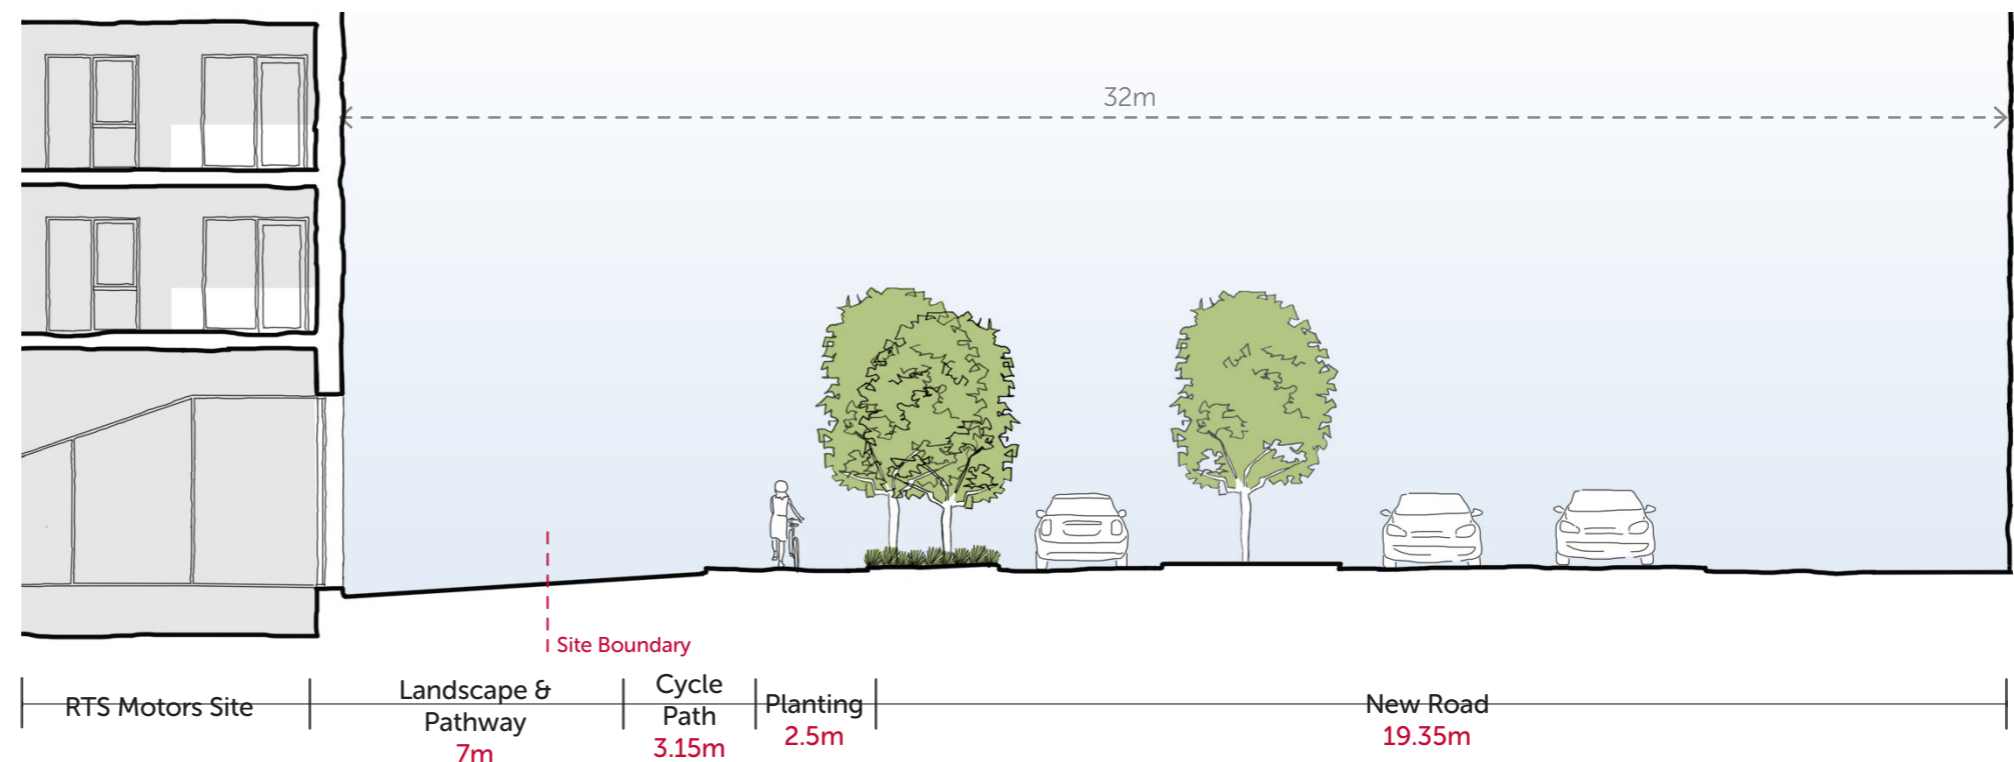 32m
Site Boundary
RTS Motors Site
Landscape &
Pathway
7m
Cycle
Path
3.15m
Planting
2.5m
New Road
19.35m